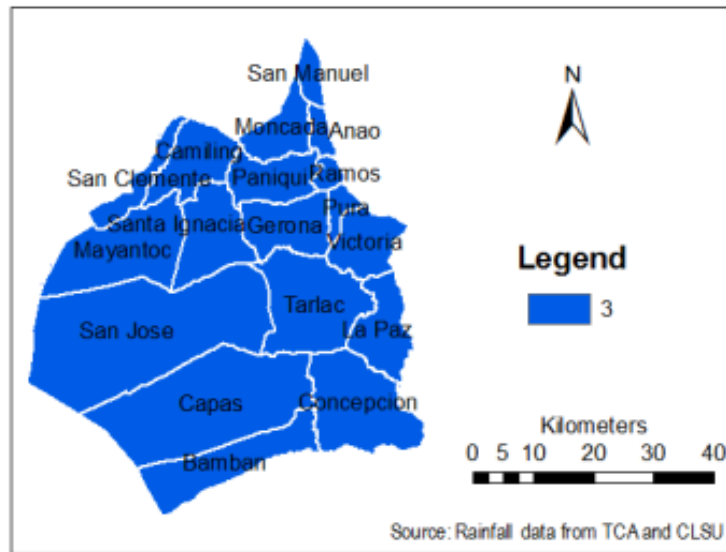 San Manuel
N
Moncada
Anao
Camiling
San Clemente
Paniqui
Ramos
Pura
Santa Ignacia
Gerona
Mayantoc
Victoria
Legend
3
Tarlac
San Jose
La Paz
Capas
Concepcion
Kilometers
0 5 10 20 30 40
Bamban
Source: Rainfall data from TCA and CLSU